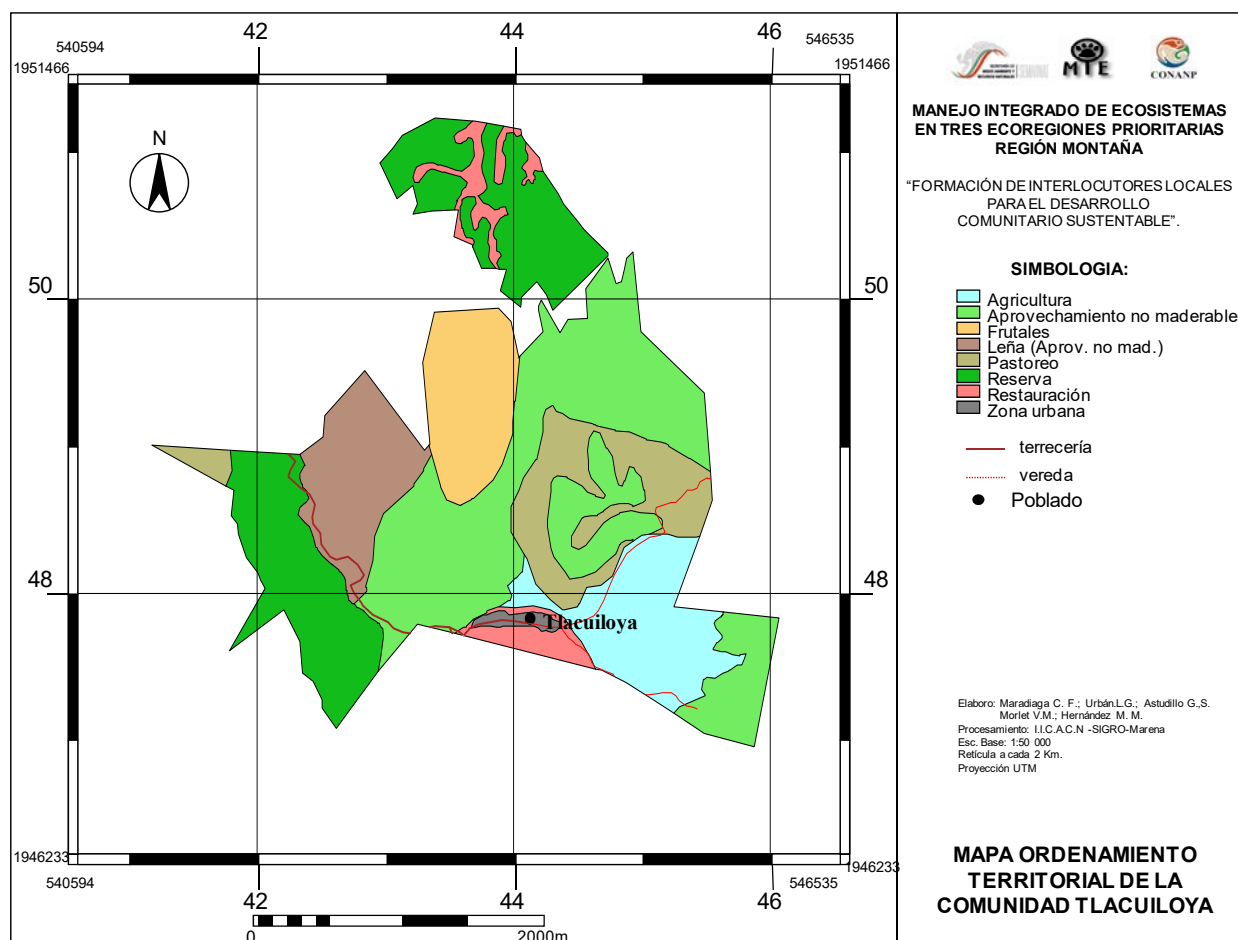 42
44
46
540594
546535
1951466
1951466
N
50
50
48
48
Tlacuiloya
1946233
1946233
540594
546535
42
44
46
0
2000m
MTE
CONANP
MANEJO INTEGRADO DE ECOSISTEMAS
EN TRES ECOREGIONES PRIORITARIAS
REGIÓN MONTAÑA
“FORMACIÓN DE INTERLOCUTORES LOCALES
PARA EL DESARROLLO
COMUNITARIO SUSTENTABLE”.
SIMBOLOGIA:
Agricultura
Aprovechamiento no maderable
Frutales
Leña (Aprov. no mad.)
Pastoreo
Reserva
Restauración
Zona urbana
terrecería
vereda
Poblado
Elaboro: Maradiaga C. F.; Urbán.L.G.; Astudillo G.,S.
Morlet V.M.; Hernández M. M.
Procesamiento: I.I.C.A.C.N -SIGRO-Marena
Esc. Base: 1:50 000
Retícula a cada 2 Km.
Proyección UTM
MAPA ORDENAMIENTO
TERRITORIAL DE LA
COMUNIDAD TLACUILOYA